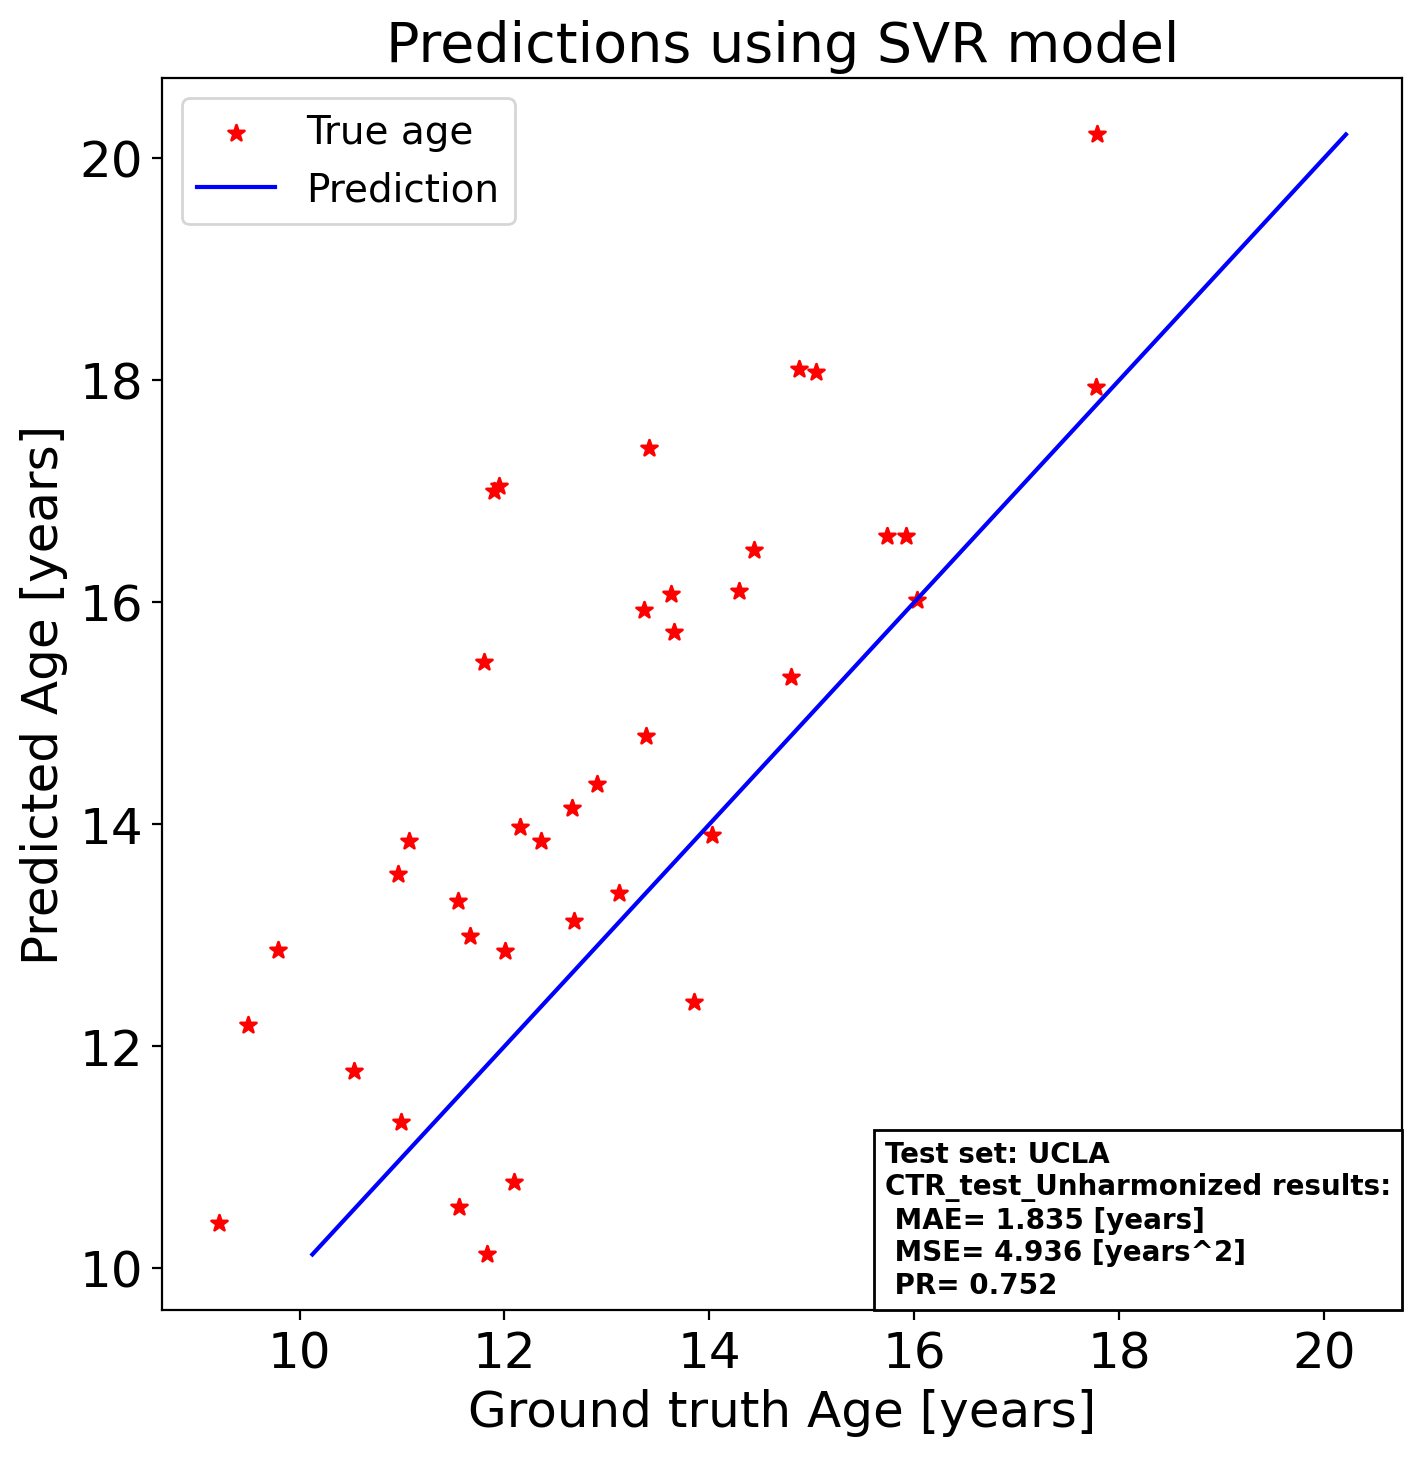 Predictions using SVR model
True age
Prediction
20
18
16
14
12
10
Predicted Age [years]
Test set: UCLA
CTR_test_Unharmonized results:
MAE= 1.835 [years]
MSE= 4.936 [years^2]
PR= 0.752
10 12 14 16 18 20
Ground truth Age [years]